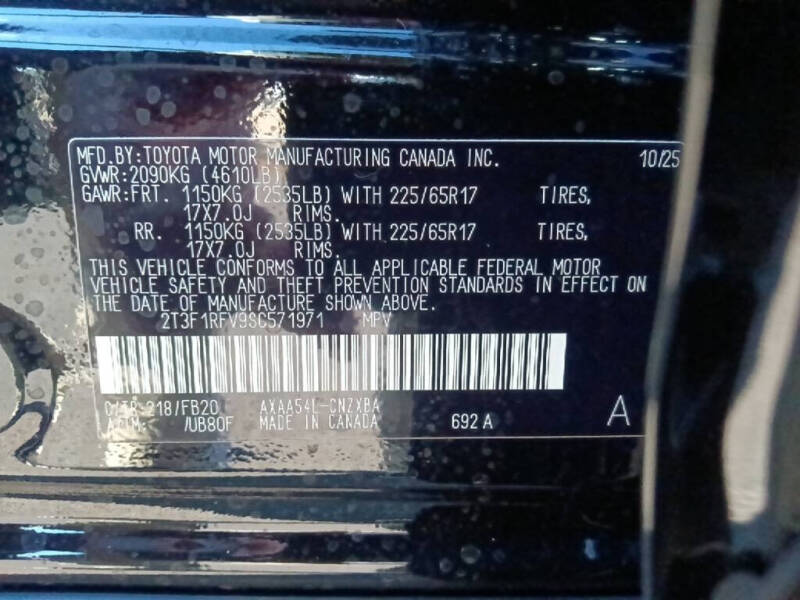 MFD.BY:TOYOTA MOTOR MANUFACTURING CANADA INC. 10/25
GVWR:2090KG (4610LB)
GAWR:FRT. 1150KG (2535LB) WITH 225/65R17 TIRES,
17X7.0J RIMS.
RR. 1150KG (2535LB) WITH 225/65R17 TIRES,
17X7.0J RIMS.
THIS VEHICLE CONFORMS TO ALL APPLICABLE FEDERAL MOTOR
VEHICLE SAFETY AND THEFT PREVENTION STANDARDS IN EFFECT ON
THE DATE OF MANUFACTURE SHOWN ABOVE.
2T3F1RFV9SC571971 MPV
C/TR:218/FB20 AXAA54L-CNZXBA
/UB80F MADE IN CANADA 692A A